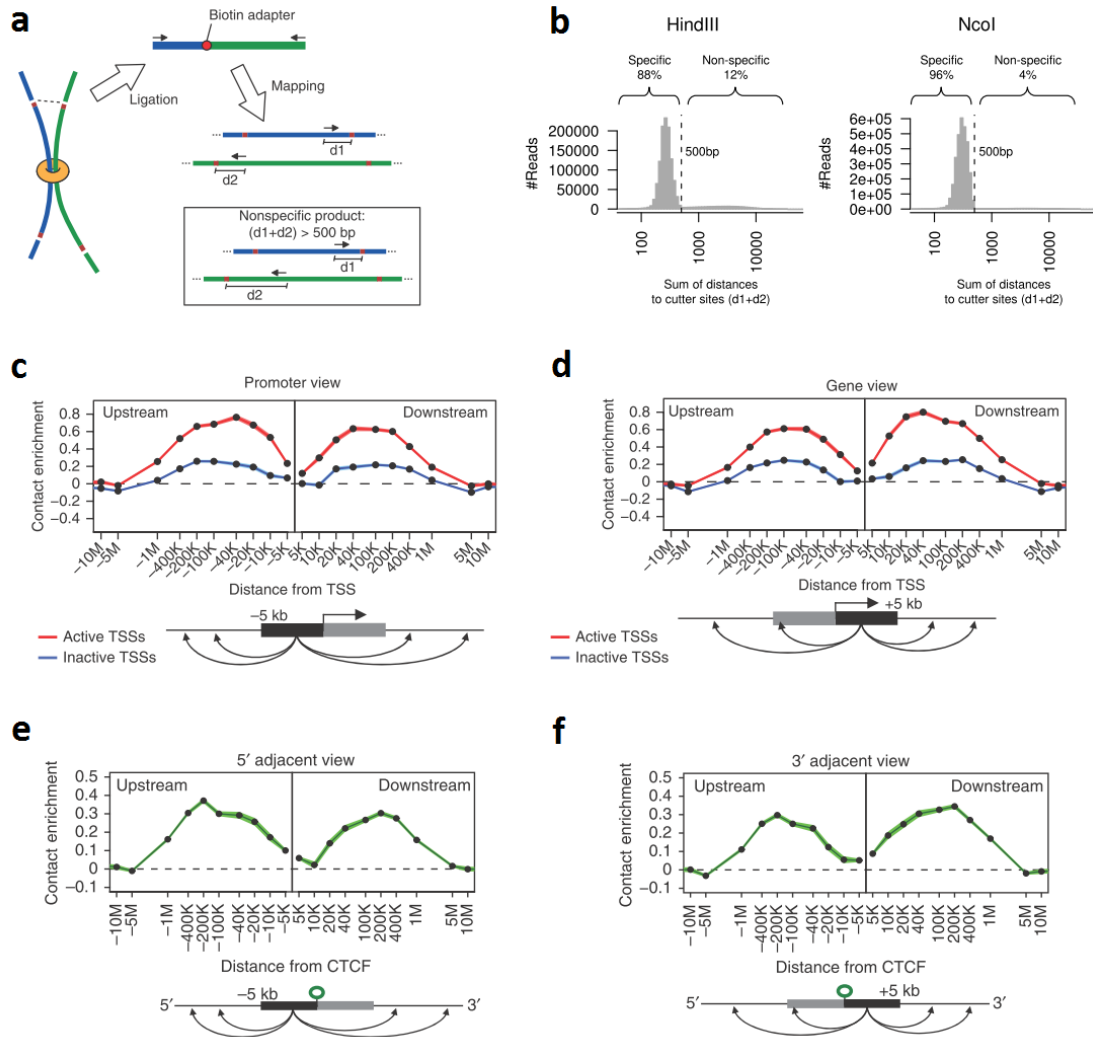 a
Biotin adapter
Ligation
Mapping
d1
d2
Nonspecific product:
(d1+d2) > 500 bp
d1
d2
b
HindIII
NcoI
Specific
88%
Non-specific
12%
Specific
96%
Non-specific
4%
#Reads
200000
150000
100000
50000
0
500bp
100
1000
10000
Sum of distances
to cutter sites (d1+d2)
#Reads
6e+05
5e+05
4e+05
3e+05
2e+05
1e+05
0e+00
500bp
100
1000
10000
Sum of distances
to cutter sites (d1+d2)
c
Promoter view
Upstream
Downstream
Contact enrichment
0.8
0.6
0.4
0.2
0
−0.2
−0.4
−10M
−5M
−1M
−400K
−200K
−100K
−40K
−20K
−10K
−5K
5K
10K
20K
40K
100K
200K
400K
1M
5M
10M
Distance from TSS
−5 kb
Active TSSs
Inactive TSSs
d
Gene view
Upstream
Downstream
Contact enrichment
0.8
0.6
0.4
0.2
0
−0.2
−0.4
−10M
−5M
−1M
−400K
−200K
−100K
−40K
−20K
−10K
−5K
5K
10K
20K
40K
100K
200K
400K
1M
5M
10M
Distance from TSS
+5 kb
Active TSSs
Inactive TSSs
e
5′ adjacent view
Upstream
Downstream
Contact enrichment
0.5
0.4
0.3
0.2
0.1
0
−0.1
−10M
−5M
−1M
−400K
−200K
−100K
−40K
−20K
−10K
−5K
5K
10K
20K
40K
100K
200K
400K
1M
5M
10M
Distance from CTCF
−5 kb
5′
3′
f
3′ adjacent view
Upstream
Downstream
Contact enrichment
0.5
0.4
0.3
0.2
0.1
0
−0.1
−10M
−5M
−1M
−400K
−200K
−100K
−40K
−20K
−10K
−5K
5K
10K
20K
40K
100K
200K
400K
1M
5M
10M
Distance from CTCF
+5 kb
5′
3′